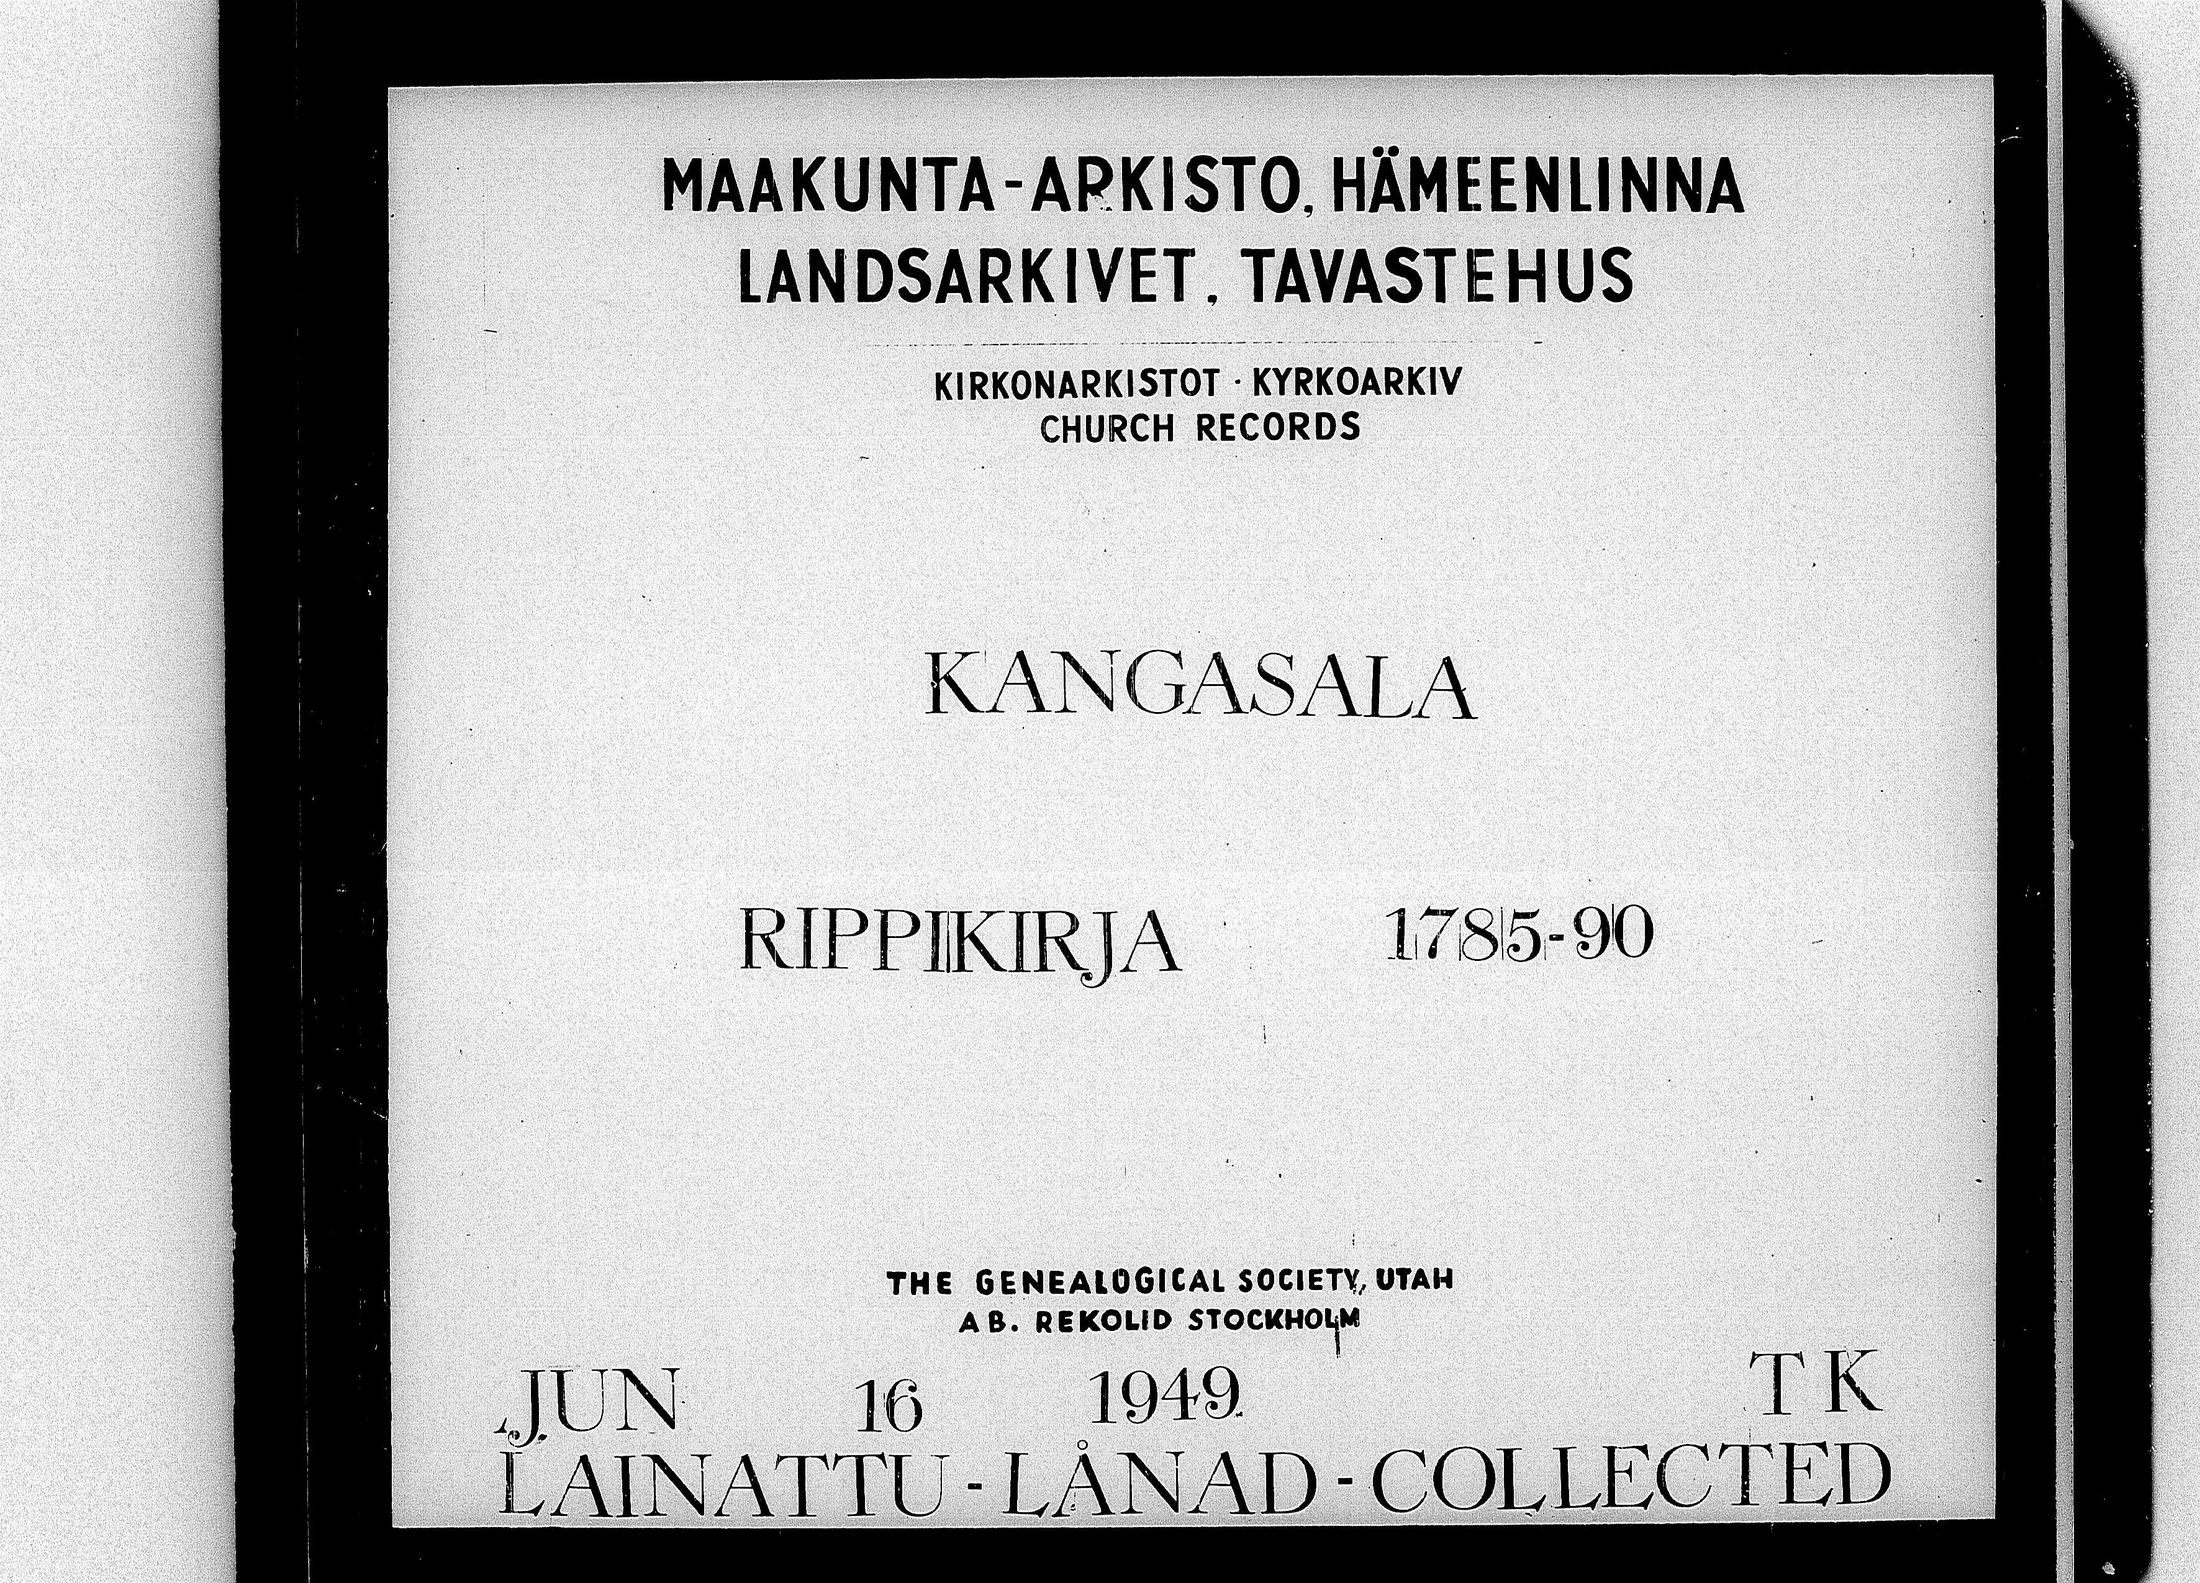 MAAKUNTA-ARKISTO, HÄMEENLINNA
LANDSARKIVET, TAVASTEHUS
KIRKONARKISTOT · KYRKOARKIV
CHURCH RECORDS
KANGASALA
RIPPIKIRJA 1785-90
THE GENEALOGICAL SOCIETY, UTAH
AB. REKOLID STOCKHOLM
JUN 16 1949 TK
LAINATTU - LÅNAD - COLLECTED